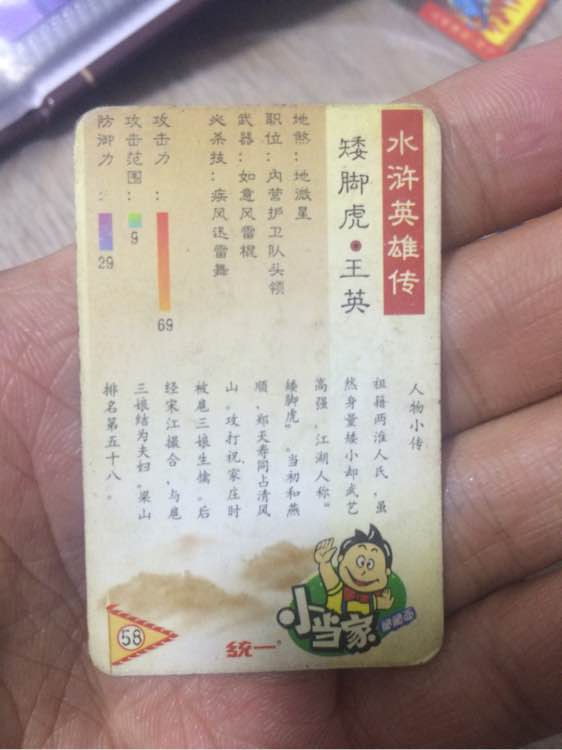 水浒英雄传
矮脚虎·王英
地煞：地微星
职位：内营护卫队头领
武器：如意风雷棍
必杀技：疾风迅雷舞
攻击力：
69
攻击范围：
9
防御力：
29
人物小传
祖籍两淮人氏，虽
然身量矮小却武艺
高强，江湖人称“
矮脚虎”。当初和燕
顺，郑天寿同占清风
山。攻打祝家庄时
被扈三娘生擒。后
经宋江撮合，与扈
三娘结为夫妇。梁山
排名第五十八。
58
统一
小当家